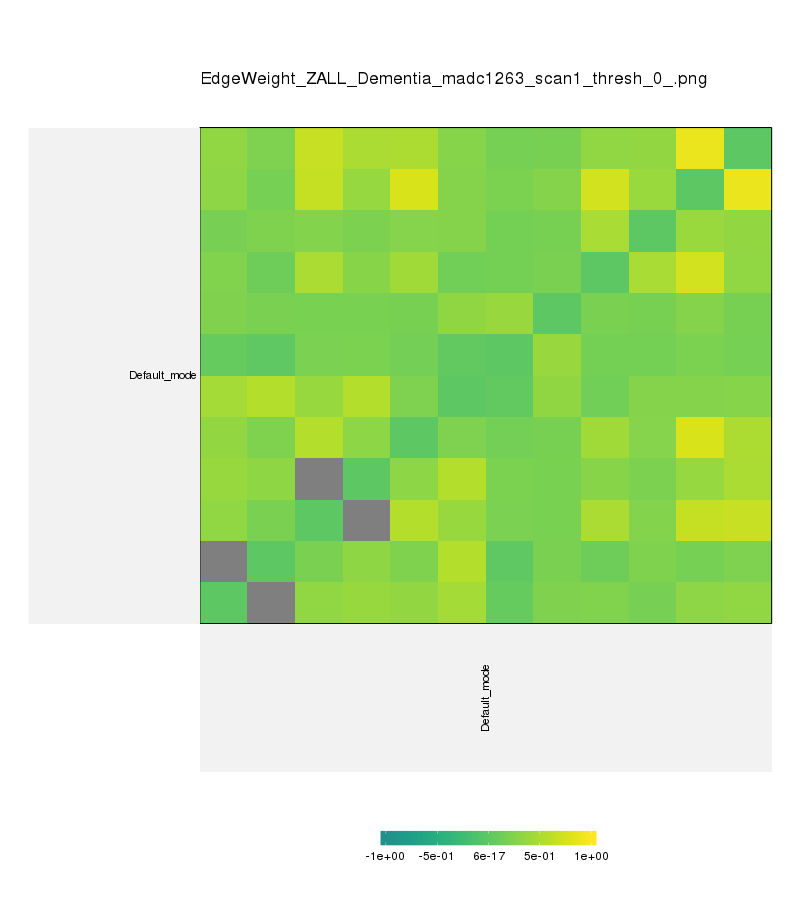 EdgeWeight_ZALL_Dementia_madc1263_scan1_thresh_0_.png
Default_mode
Default_mode
-1e+00 -5e-01 6e-17 5e-01 1e+00